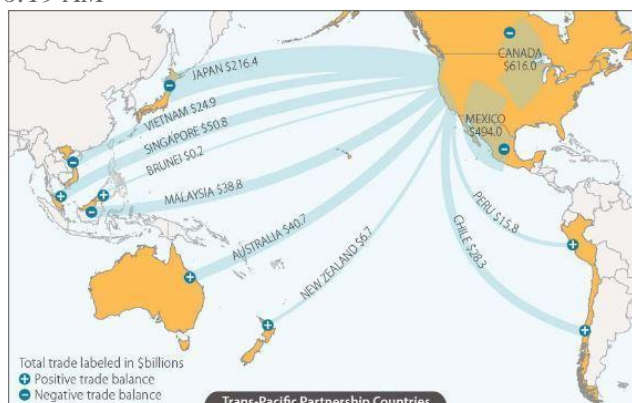 CANADA
$616.0
JAPAN $216.4
VIETNAM $24.9
SINGAPORE $50.8
BRUNEI $0.2
MALAYSIA $38.8
MEXICO
$494.0
AUSTRALIA $40.7
NEW ZEALAND $6.7
PERU $15.8
CHILE $28.3
Total trade labeled in $billions
Positive trade balance
Negative trade balance
Trans-Pacific Partnership Countries